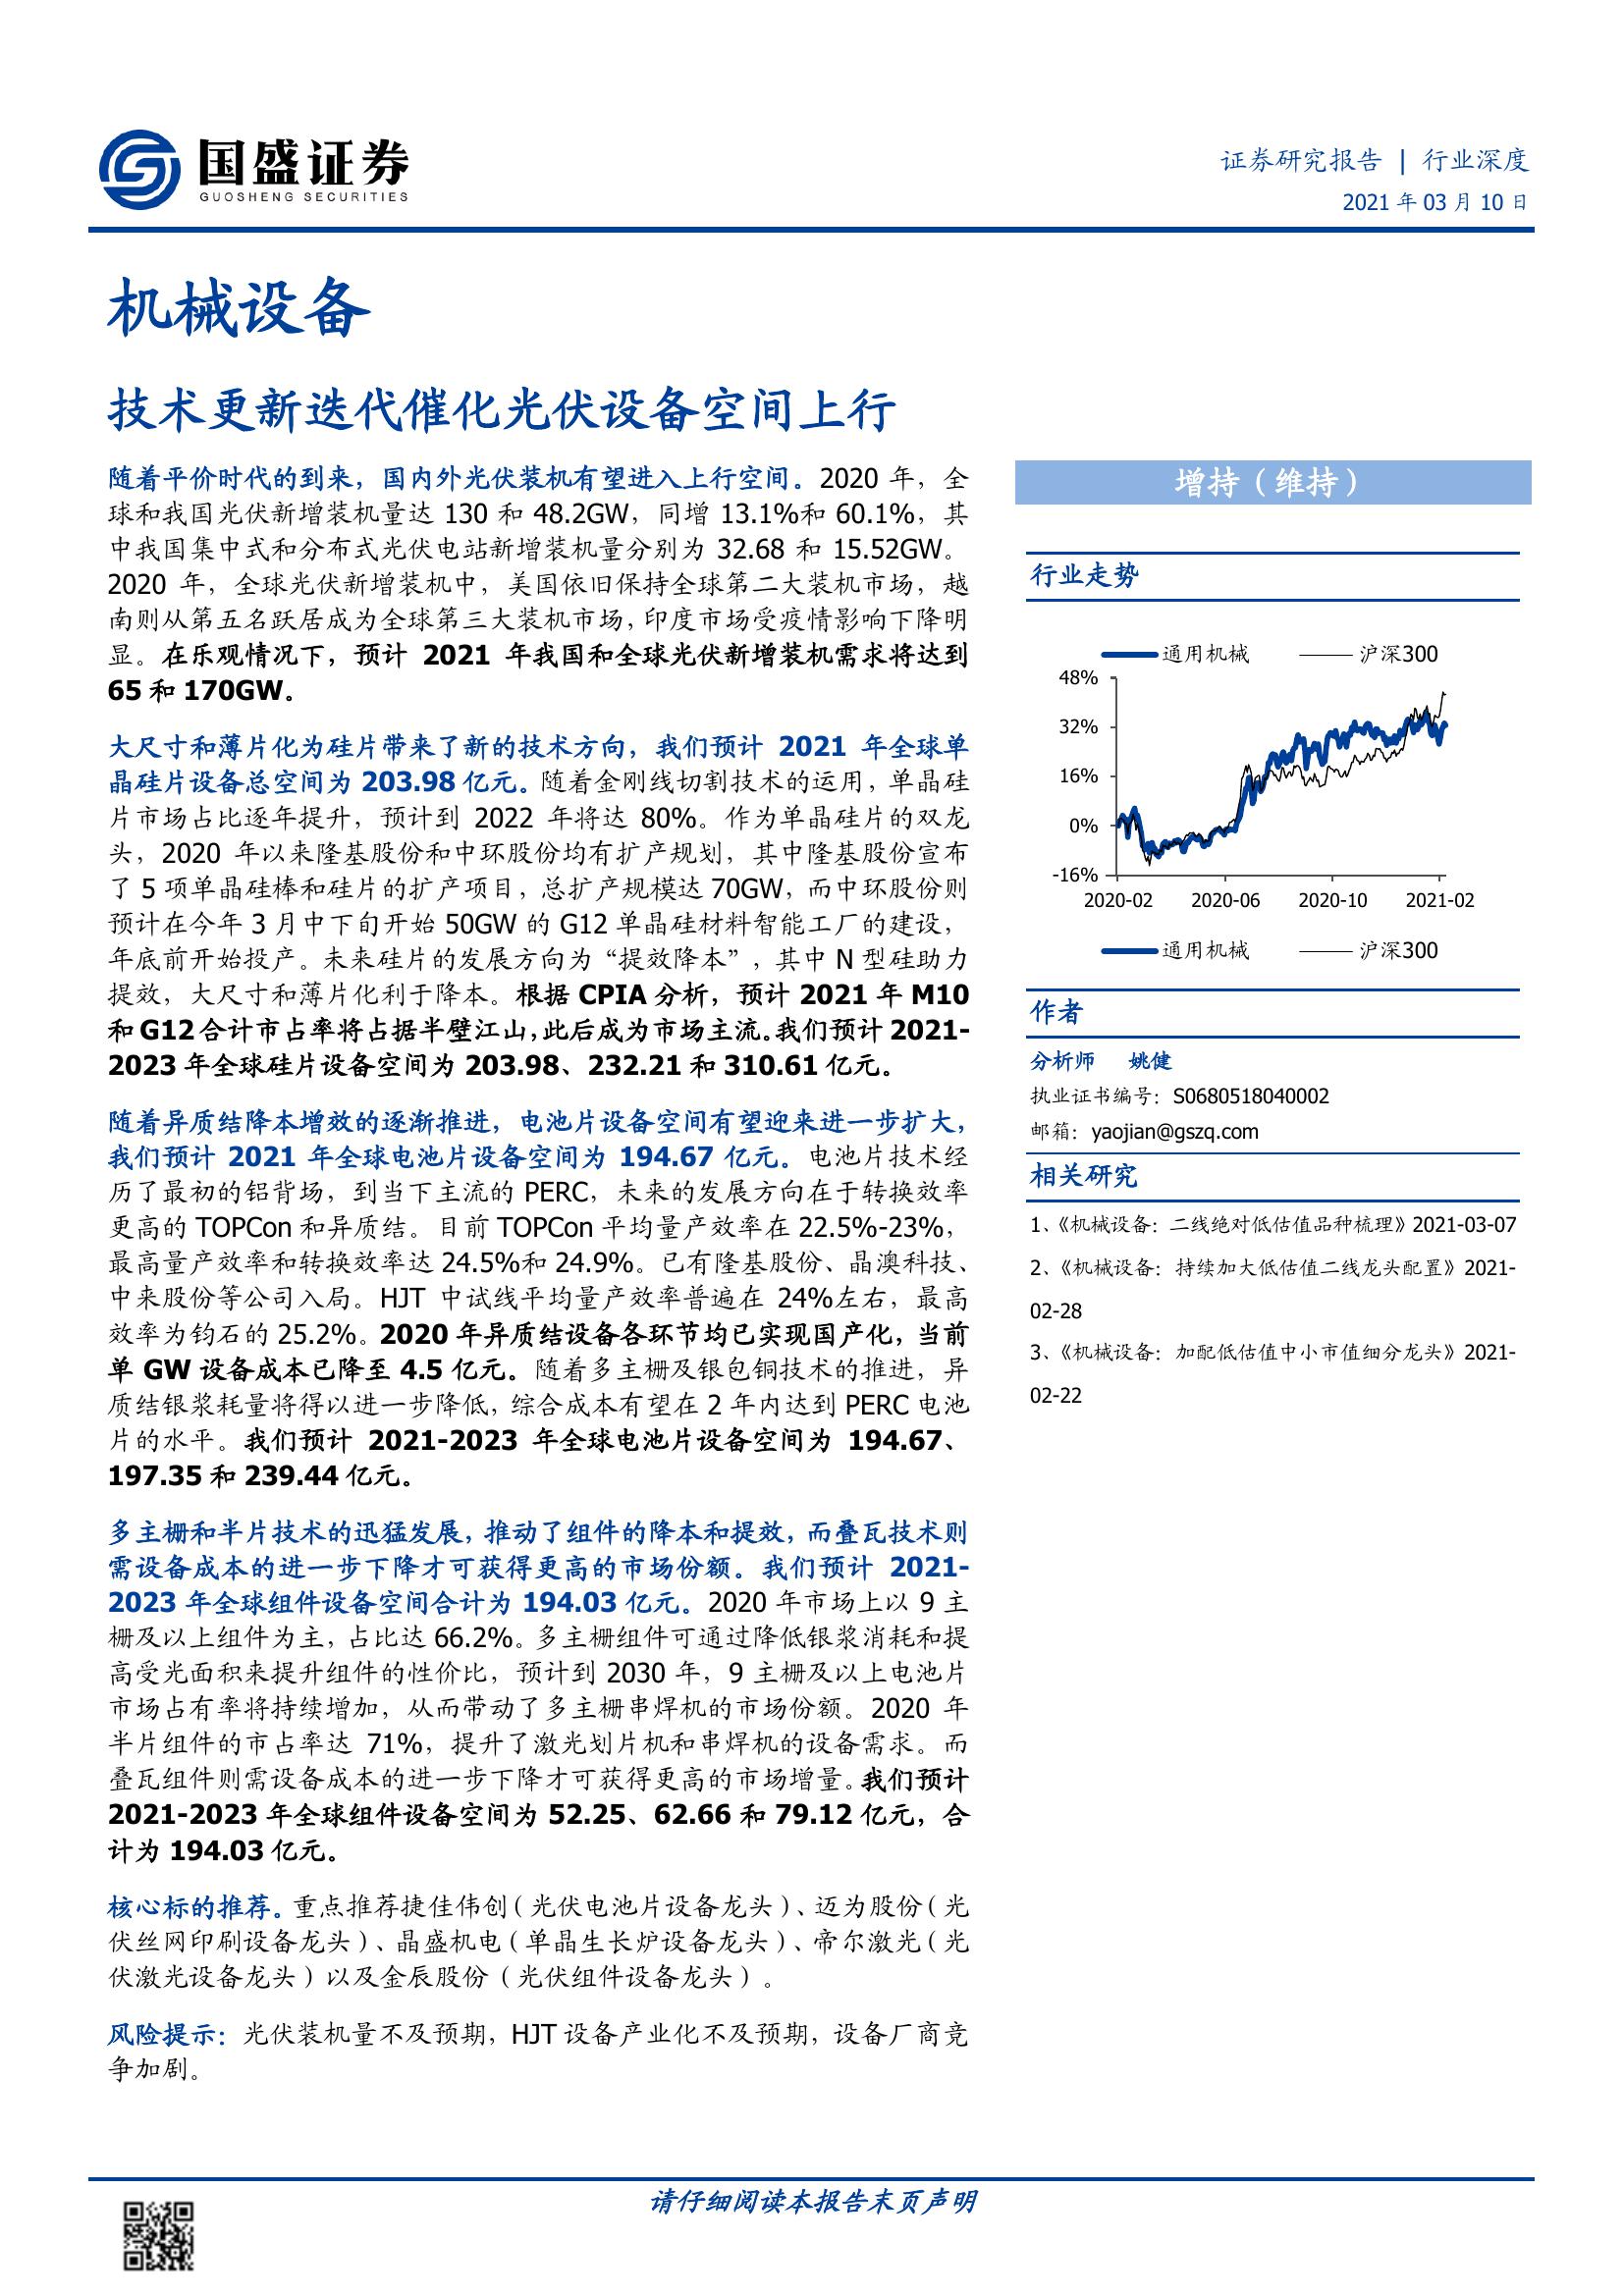 国盛证券
GUOSHENG SECURITIES
证券研究报告 | 行业深度
2021 年 03 月 10 日
机械设备
技术更新迭代催化光伏设备空间上行
随着平价时代的到来，国内外光伏装机有望进入上行空间。2020 年，全
球和我国光伏新增装机量达 130 和 48.2GW，同增 13.1%和 60.1%，其
中我国集中式和分布式光伏电站新增装机量分别为 32.68 和 15.52GW。
2020 年，全球光伏新增装机中，美国依旧保持全球第二大装机市场，越
南则从第五名跃居成为全球第三大装机市场，印度市场受疫情影响下降明
显。在乐观情况下，预计 2021 年我国和全球光伏新增装机需求将达到
65 和 170GW。
大尺寸和薄片化为硅片带来了新的技术方向，我们预计 2021 年全球单
晶硅片设备总空间为 203.98 亿元。随着金刚线切割技术的运用，单晶硅
片市场占比逐年提升，预计到 2022 年将达 80%。作为单晶硅片的双龙
头，2020 年以来隆基股份和中环股份均有扩产规划，其中隆基股份宣布
了 5 项单晶硅棒和硅片的扩产项目，总扩产规模达 70GW，而中环股份则
预计在今年 3 月中下旬开始 50GW 的 G12 单晶硅材料智能工厂的建设，
年底前开始投产。未来硅片的发展方向为“提效降本”，其中 N 型硅助力
提效，大尺寸和薄片化利于降本。根据 CPIA 分析，预计 2021 年 M10
和 G12 合计市占率将占据半壁江山，此后成为市场主流。我们预计 2021-
2023 年全球硅片设备空间为 203.98、232.21 和 310.61 亿元。
随着异质结降本增效的逐渐推进，电池片设备空间有望迎来进一步扩大，
我们预计 2021 年全球电池片设备空间为 194.67 亿元。电池片技术经
历了最初的铝背场，到当下主流的 PERC，未来的发展方向在于转换效率
更高的 TOPCon 和异质结。目前 TOPCon 平均量产效率在 22.5%-23%，
最高量产效率和转换效率达 24.5%和 24.9%。已有隆基股份、晶澳科技、
中来股份等公司入局。HJT 中试线平均量产效率普遍在 24%左右，最高
效率为钧石的 25.2%。2020 年异质结设备各环节均已实现国产化，当前
单 GW 设备成本已降至 4.5 亿元。随着多主栅及银包铜技术的推进，异
质结银浆耗量将得以进一步降低，综合成本有望在 2 年内达到 PERC 电池
片的水平。我们预计 2021-2023 年全球电池片设备空间为 194.67、
197.35 和 239.44 亿元。
多主栅和半片技术的迅猛发展，推动了组件的降本和提效，而叠瓦技术则
需设备成本的进一步下降才可获得更高的市场份额。我们预计 2021-
2023 年全球组件设备空间合计为 194.03 亿元。2020 年市场上以 9 主
栅及以上组件为主，占比达 66.2%。多主栅组件可通过降低银浆消耗和提
高受光面积来提升组件的性价比，预计到 2030 年，9 主栅及以上电池片
市场占有率将持续增加，从而带动了多主栅串焊机的市场份额。2020 年
半片组件的市占率达 71%，提升了激光划片机和串焊机的设备需求。而
叠瓦组件则需设备成本的进一步下降才可获得更高的市场增量。我们预计
2021-2023 年全球组件设备空间为 52.25、62.66 和 79.12 亿元，合
计为 194.03 亿元。
核心标的推荐。重点推荐捷佳伟创（光伏电池片设备龙头）、迈为股份（光
伏丝网印刷设备龙头）、晶盛机电（单晶生长炉设备龙头）、帝尔激光（光
伏激光设备龙头）以及金辰股份（光伏组件设备龙头）。
风险提示：光伏装机量不及预期，HJT 设备产业化不及预期，设备厂商竞
争加剧。
增持（维持）
行业走势
通用机械 沪深300
48%
32%
16%
0%
-16%
2020-02 2020-06 2020-10 2021-02
通用机械 沪深300
作者
分析师 姚健
执业证书编号：S0680518040002
邮箱：yaojian@gszq.com
相关研究
1、《机械设备：二线绝对低估值品种梳理》2021-03-07
2、《机械设备：持续加大低估值二线龙头配置》2021-
02-28
3、《机械设备：加配低估值中小市值细分龙头》2021-
02-22
请仔细阅读本报告末页声明